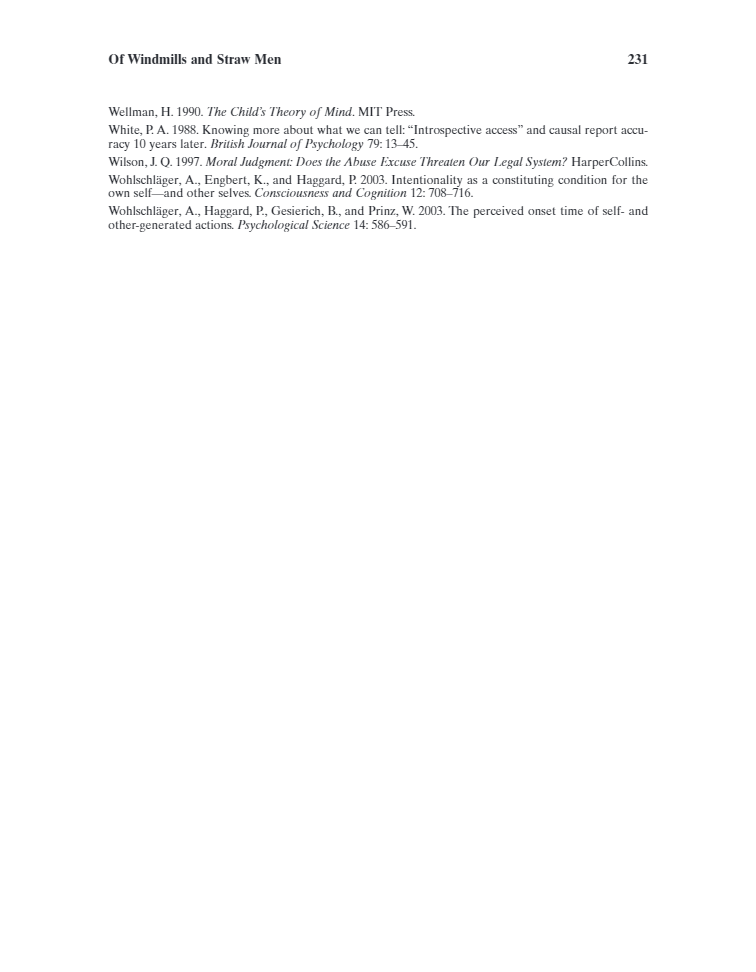 Of Windmills and Straw Men 231
Wellman, H. 1990. The Child’s Theory of Mind. MIT Press.
White, P. A. 1988. Knowing more about what we can tell: “Introspective access” and causal report accu-
racy 10 years later. British Journal of Psychology 79: 13–45.
Wilson, J. Q. 1997. Moral Judgment: Does the Abuse Excuse Threaten Our Legal System? HarperCollins.
Wohlschläger, A., Engbert, K., and Haggard, P. 2003. Intentionality as a constituting condition for the
own self—and other selves. Consciousness and Cognition 12: 708–716.
Wohlschläger, A., Haggard, P., Gesierich, B., and Prinz, W. 2003. The perceived onset time of self- and
other-generated actions. Psychological Science 14: 586–591.